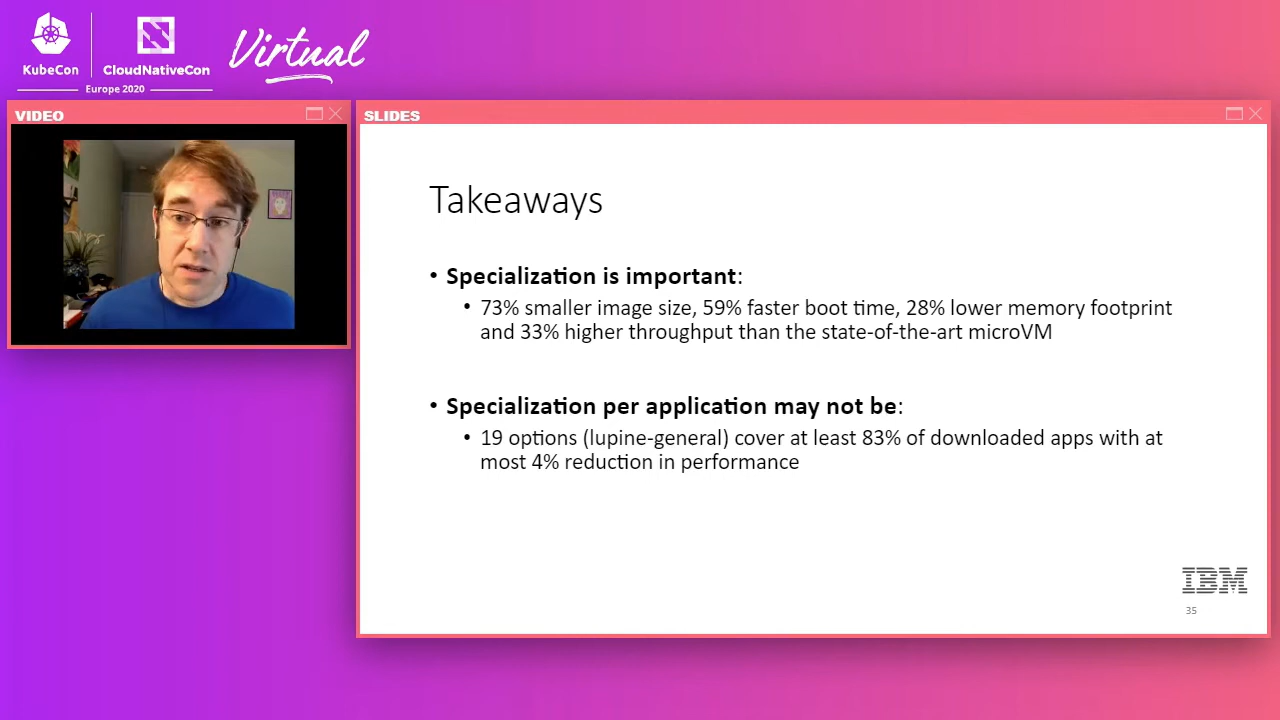 KubeCon
CloudNativeCon
Europe 2020
Virtual
VIDEO
SLIDES
Takeaways
• Specialization is important:
• 73% smaller image size, 59% faster boot time, 28% lower memory footprint
and 33% higher throughput than the state-of-the-art microVM
• Specialization per application may not be:
• 19 options (lupine-general) cover at least 83% of downloaded apps with at
most 4% reduction in performance
IBM
35